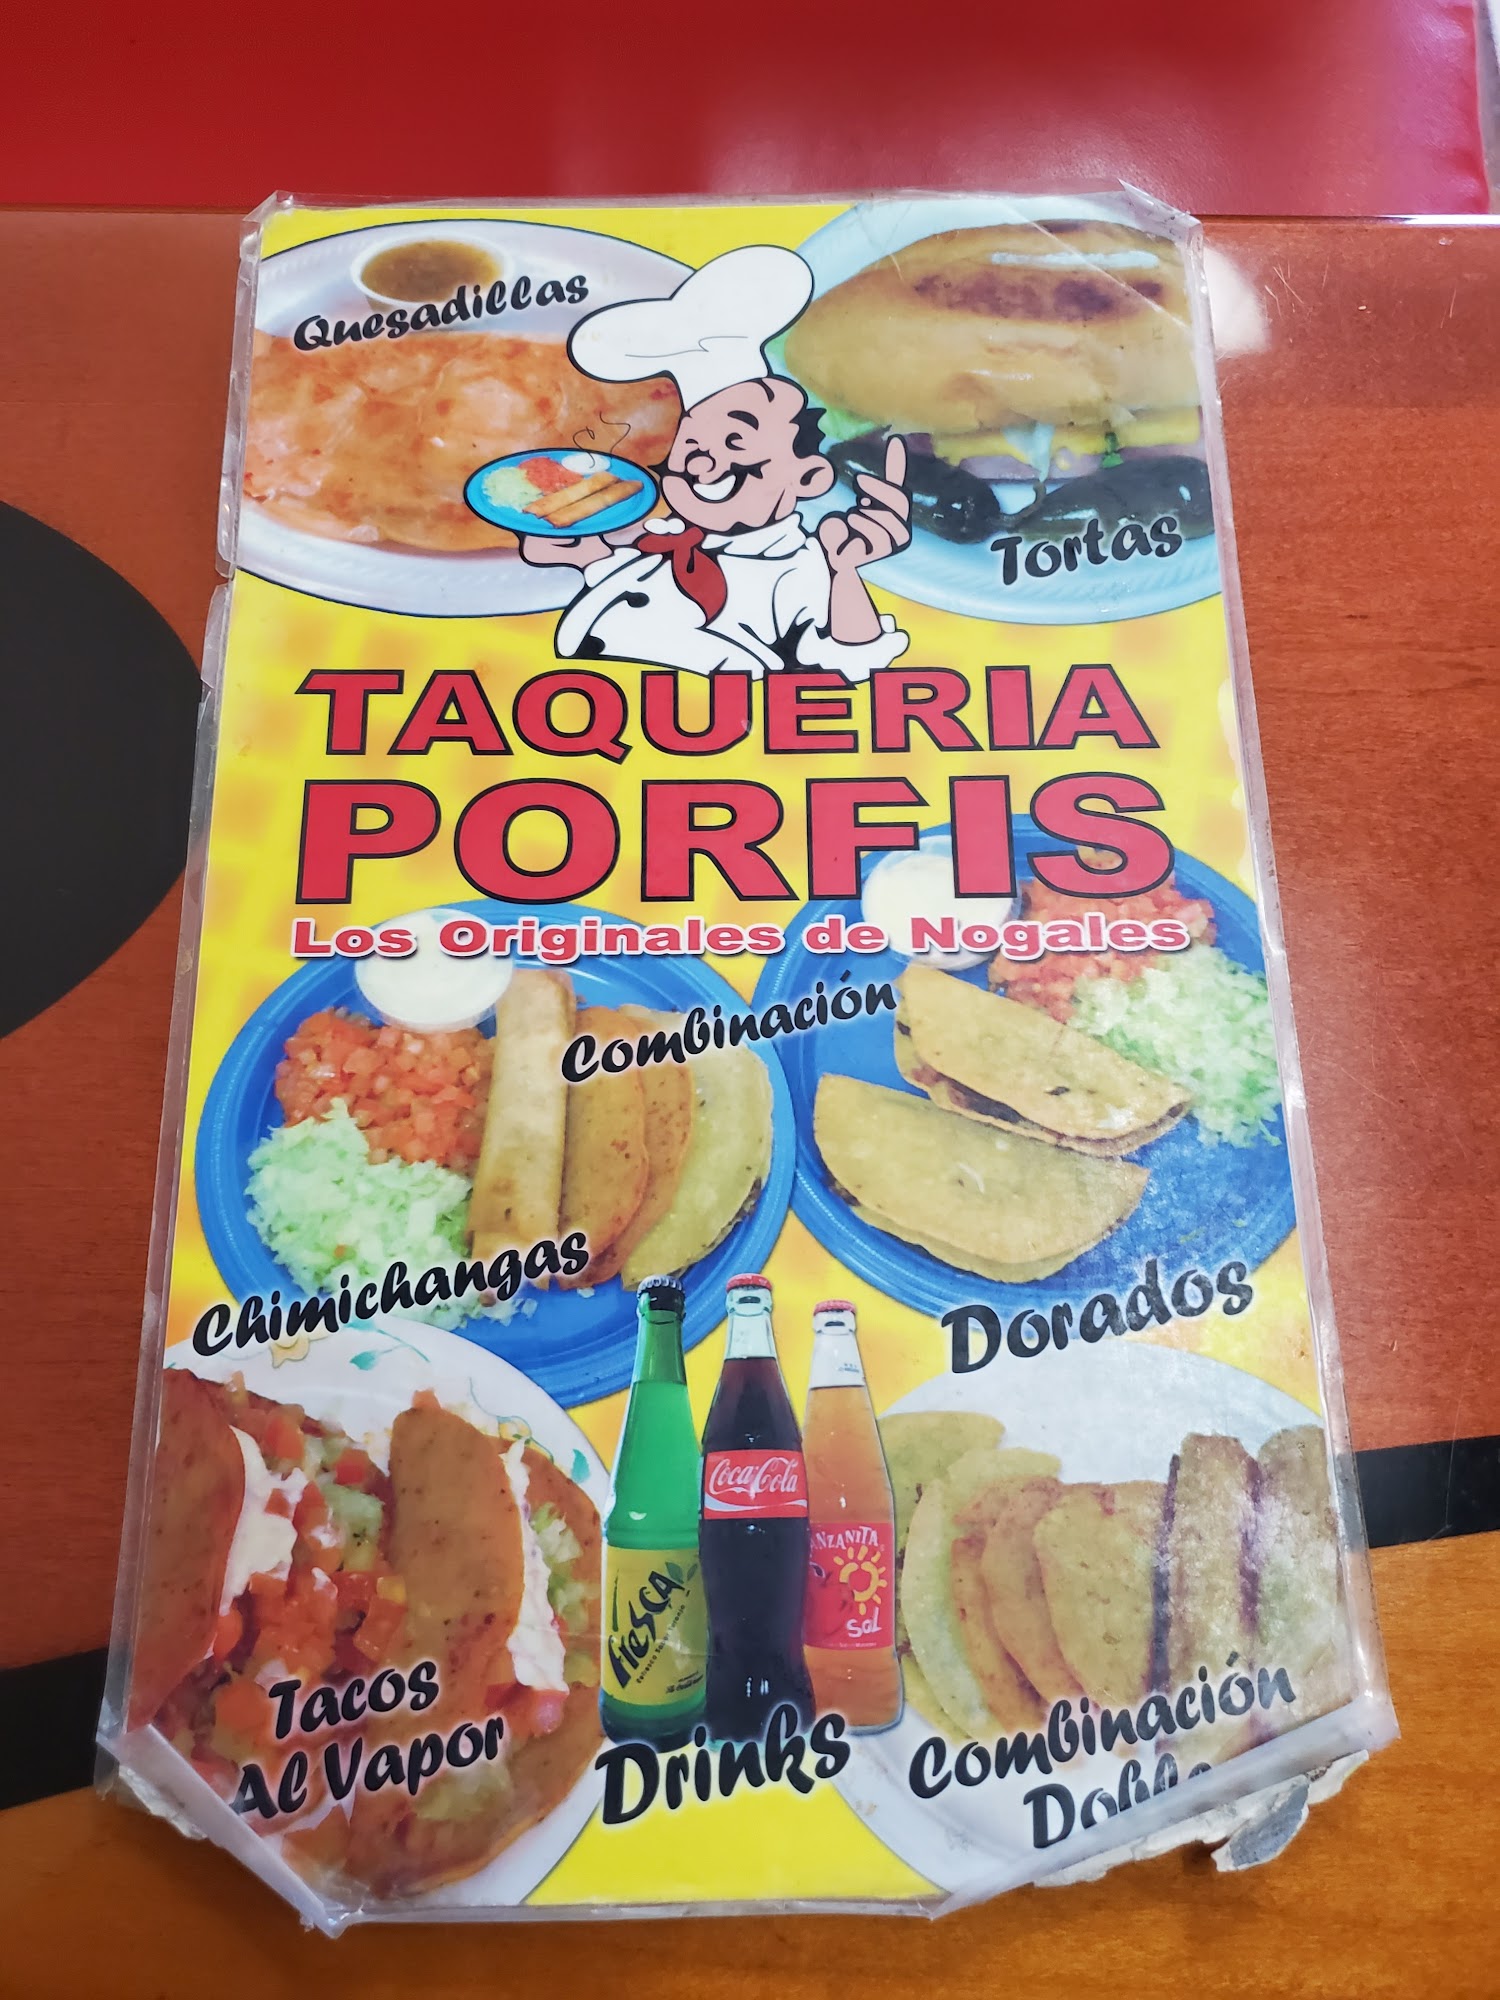 Quesadillas
Tortas
TAQUERIA
PORFIS
Los Originales de Nogales
Combinación
Chimichangas
Dorados
Coca-Cola
fresca
ANZANITA
Sol
Tacos
Al Vapor
Drinks
Combinación